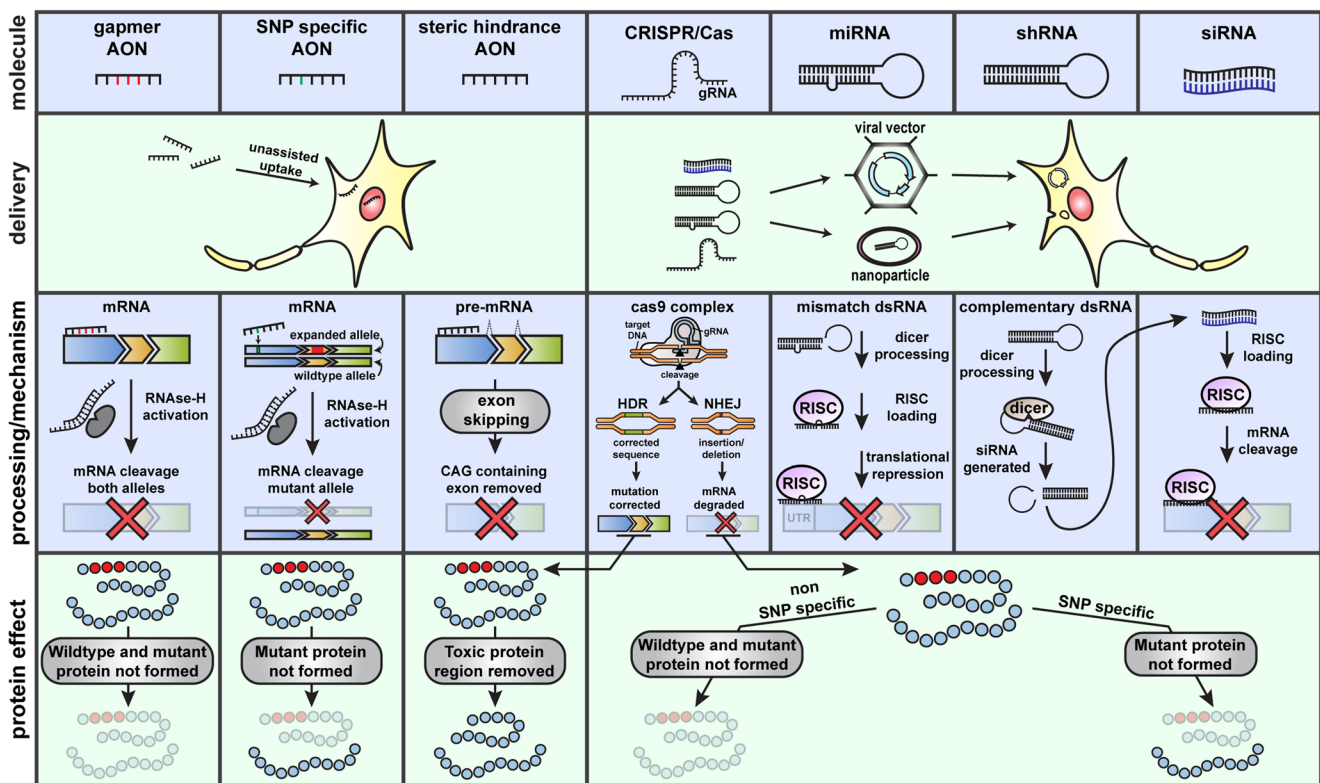 molecule
gapmer
AON
SNP specific
AON
steric hindrance
AON
CRISPR/Cas
gRNA
miRNA
shRNA
siRNA
delivery
unassisted
uptake
viral vector
nanoparticle
processing/mechanism
mRNA
RNAse-H
activation
mRNA cleavage
both alleles
mRNA
expanded allele
wildtype allele
RNAse-H
activation
mRNA cleavage
mutant allele
pre-mRNA
exon
skipping
CAG containing
exon removed
cas9 complex
target
DNA
gRNA
cleavage
HDR
NHEJ
corrected
sequence
insertion/
deletion
mutation
corrected
mRNA
degraded
mismatch dsRNA
dicer
processing
RISC
RISC
loading
translational
repression
RISC
UTR
complementary dsRNA
dicer
processing
dicer
siRNA
generated
RISC
loading
RISC
mRNA
cleavage
RISC
protein effect
Wildtype and mutant
protein not formed
Mutant protein
not formed
Toxic protein
region removed
non
SNP specific
Wildtype and mutant
protein not formed
SNP specific
Mutant protein
not formed